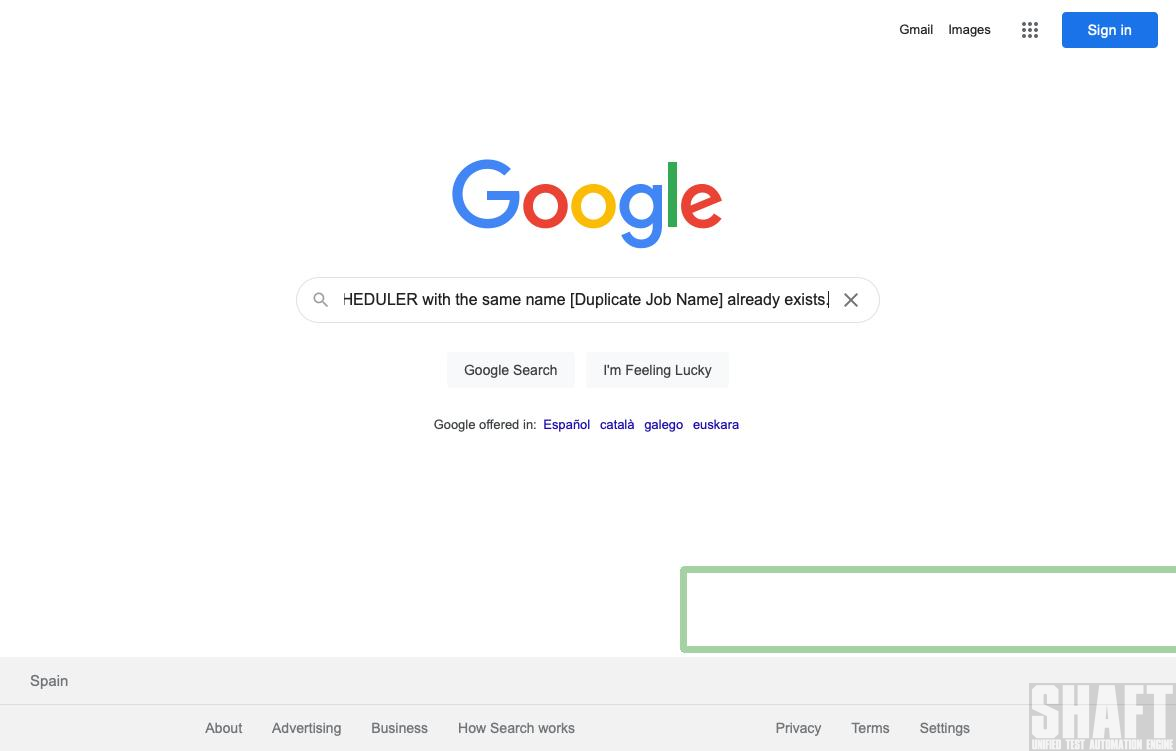 Gmail Images
Sign in
Google
HEDULER with the same name [Duplicate Job Name] already exists.
Google Search I'm Feeling Lucky
Google offered in: Español català galego euskara
Spain
About Advertising Business How Search works Privacy Terms Settings
SHAFT
UNIFIED TEST AUTOMATION ENGINE